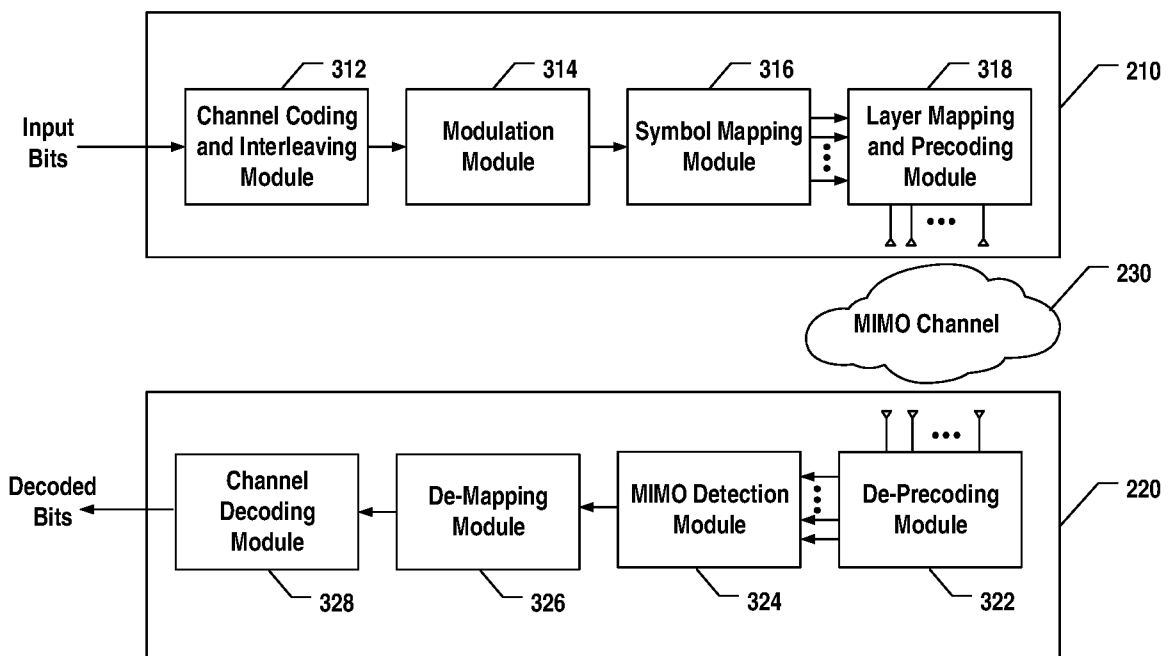 312
314
316
318
210
Input
Bits
Channel Coding
and Interleaving
Module
Modulation
Module
Symbol Mapping
Module
Layer Mapping
and Precoding
Module
230
MIMO Channel
Decoded
Bits
Channel
Decoding
Module
De-Mapping
Module
MIMO Detection
Module
De-Precoding
Module
220
328
326
324
322